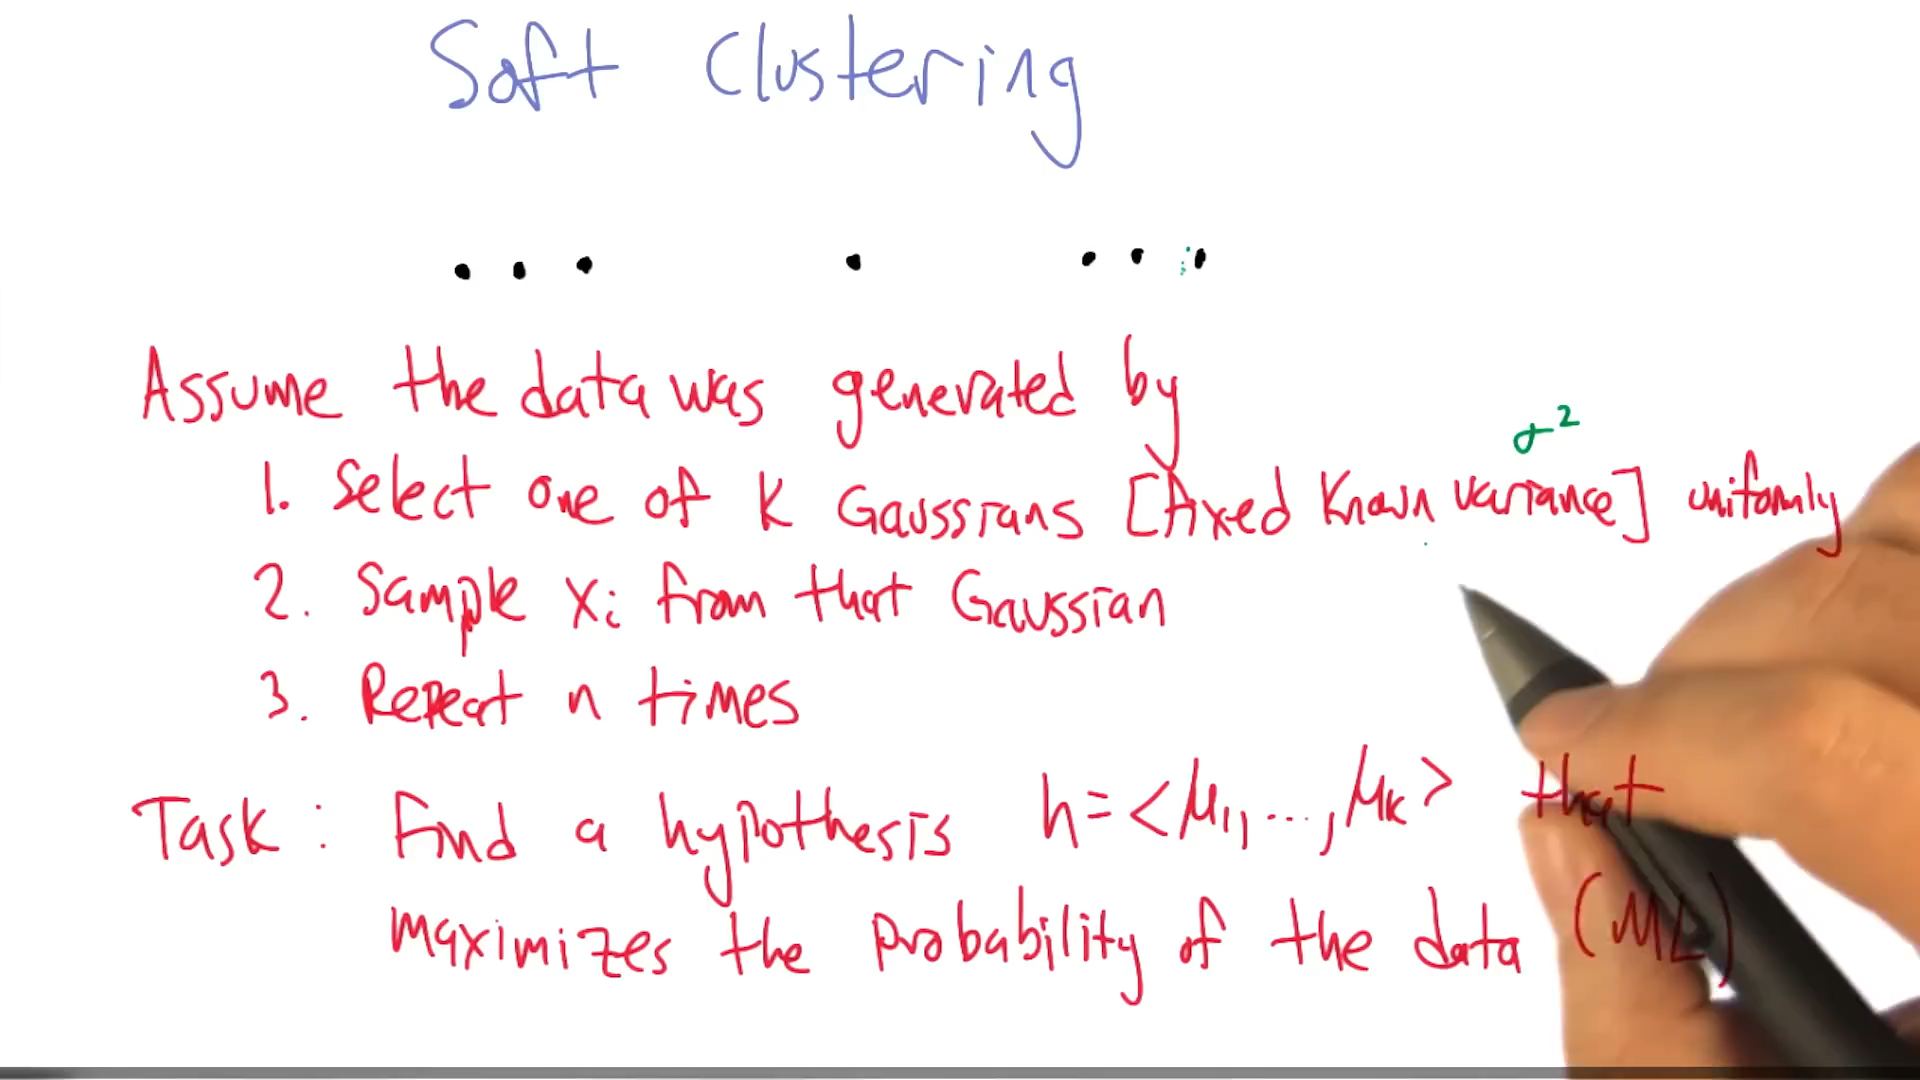 Soft Clustering
Assume the data was generated by
σ²
1. Select one of K Gaussians [Fixed Known variance] uniformly
2. Sample xᵢ from that Gaussian
3. Repeat n times
Task: Find a hypothesis h = <μ₁, ..., μₖ> that
maximizes the probability of the data (ML)